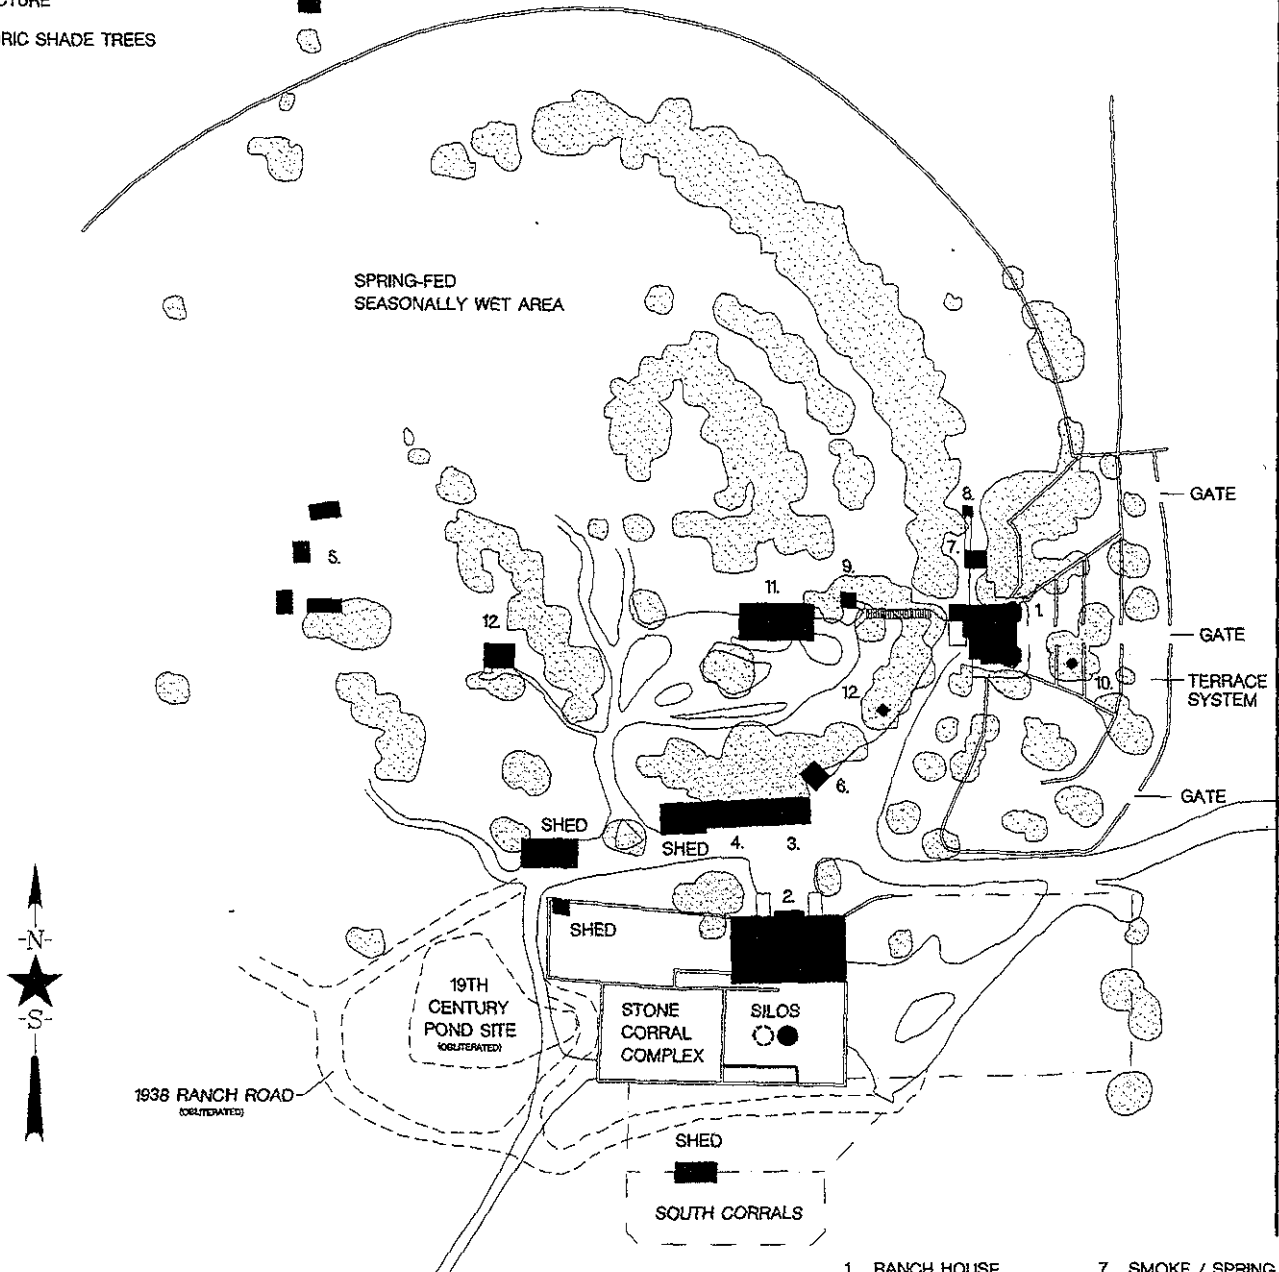 RIC SHADE TREES
SPRING-FED
SEASONALLY WET AREA
8.
GATE
5.
7.
9.
11.
1.
12.
GATE
10.
TERRACE
SYSTEM
12.
6.
GATE
SHED
SHED
4.
3.
2.
SHED
-N-
-S-
19TH
CENTURY
POND SITE
(OBLITERATED)
STONE
CORRAL
COMPLEX
SILOS
1938 RANCH ROAD
(OBLITERATED)
SHED
SOUTH CORRALS
1. RANCH HOUSE
7. SMOKE / SPRING